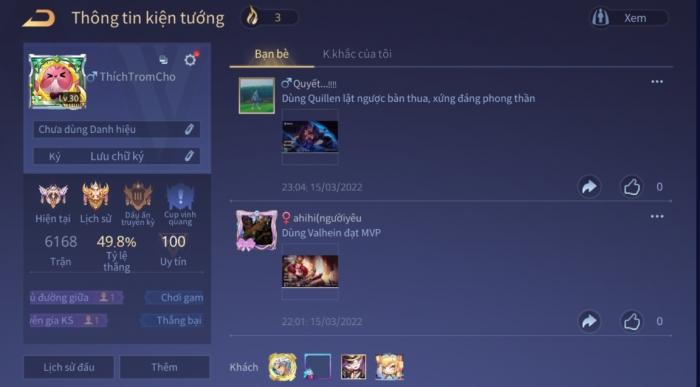 Thông tin kiện tướng
3
Xem
ThíchTromCho
Lv.30
Chưa dùng Danh hiệu
Ký Lưu chữ ký
Hiện tại
Lịch sử
Dấu ấn truyền kỳ
Cup vinh quang
6168
Trận
49.8%
Tỷ lệ thắng
100
Uy tín
ủ đường giữa 1
Chơi gam
yên gia KS 1
Thắng bại
Lịch sử đấu
Thêm
Bạn bè
K.khắc của tôi
Quyết...!!!!
Dùng Quillen lật ngược bàn thua, xứng đáng phong thần
23:04, 15/03/2022
0
ahihi(ngườiyêu
Dùng Valhein đạt MVP
22:01, 15/03/2022
0
Khách